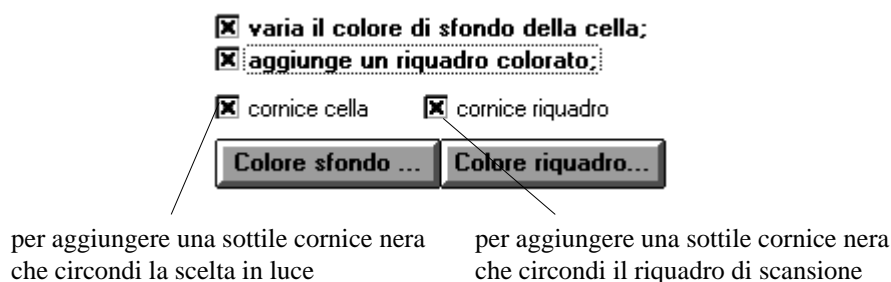 varia il colore di sfondo della cella;
aggiunge un riquadro colorato;
cornice cella cornice riquadro
Colore sfondo ... Colore riquadro...
per aggiungere una sottile cornice nera per aggiungere una sottile cornice nera
che circondi la scelta in luce che circondi il riquadro di scansione